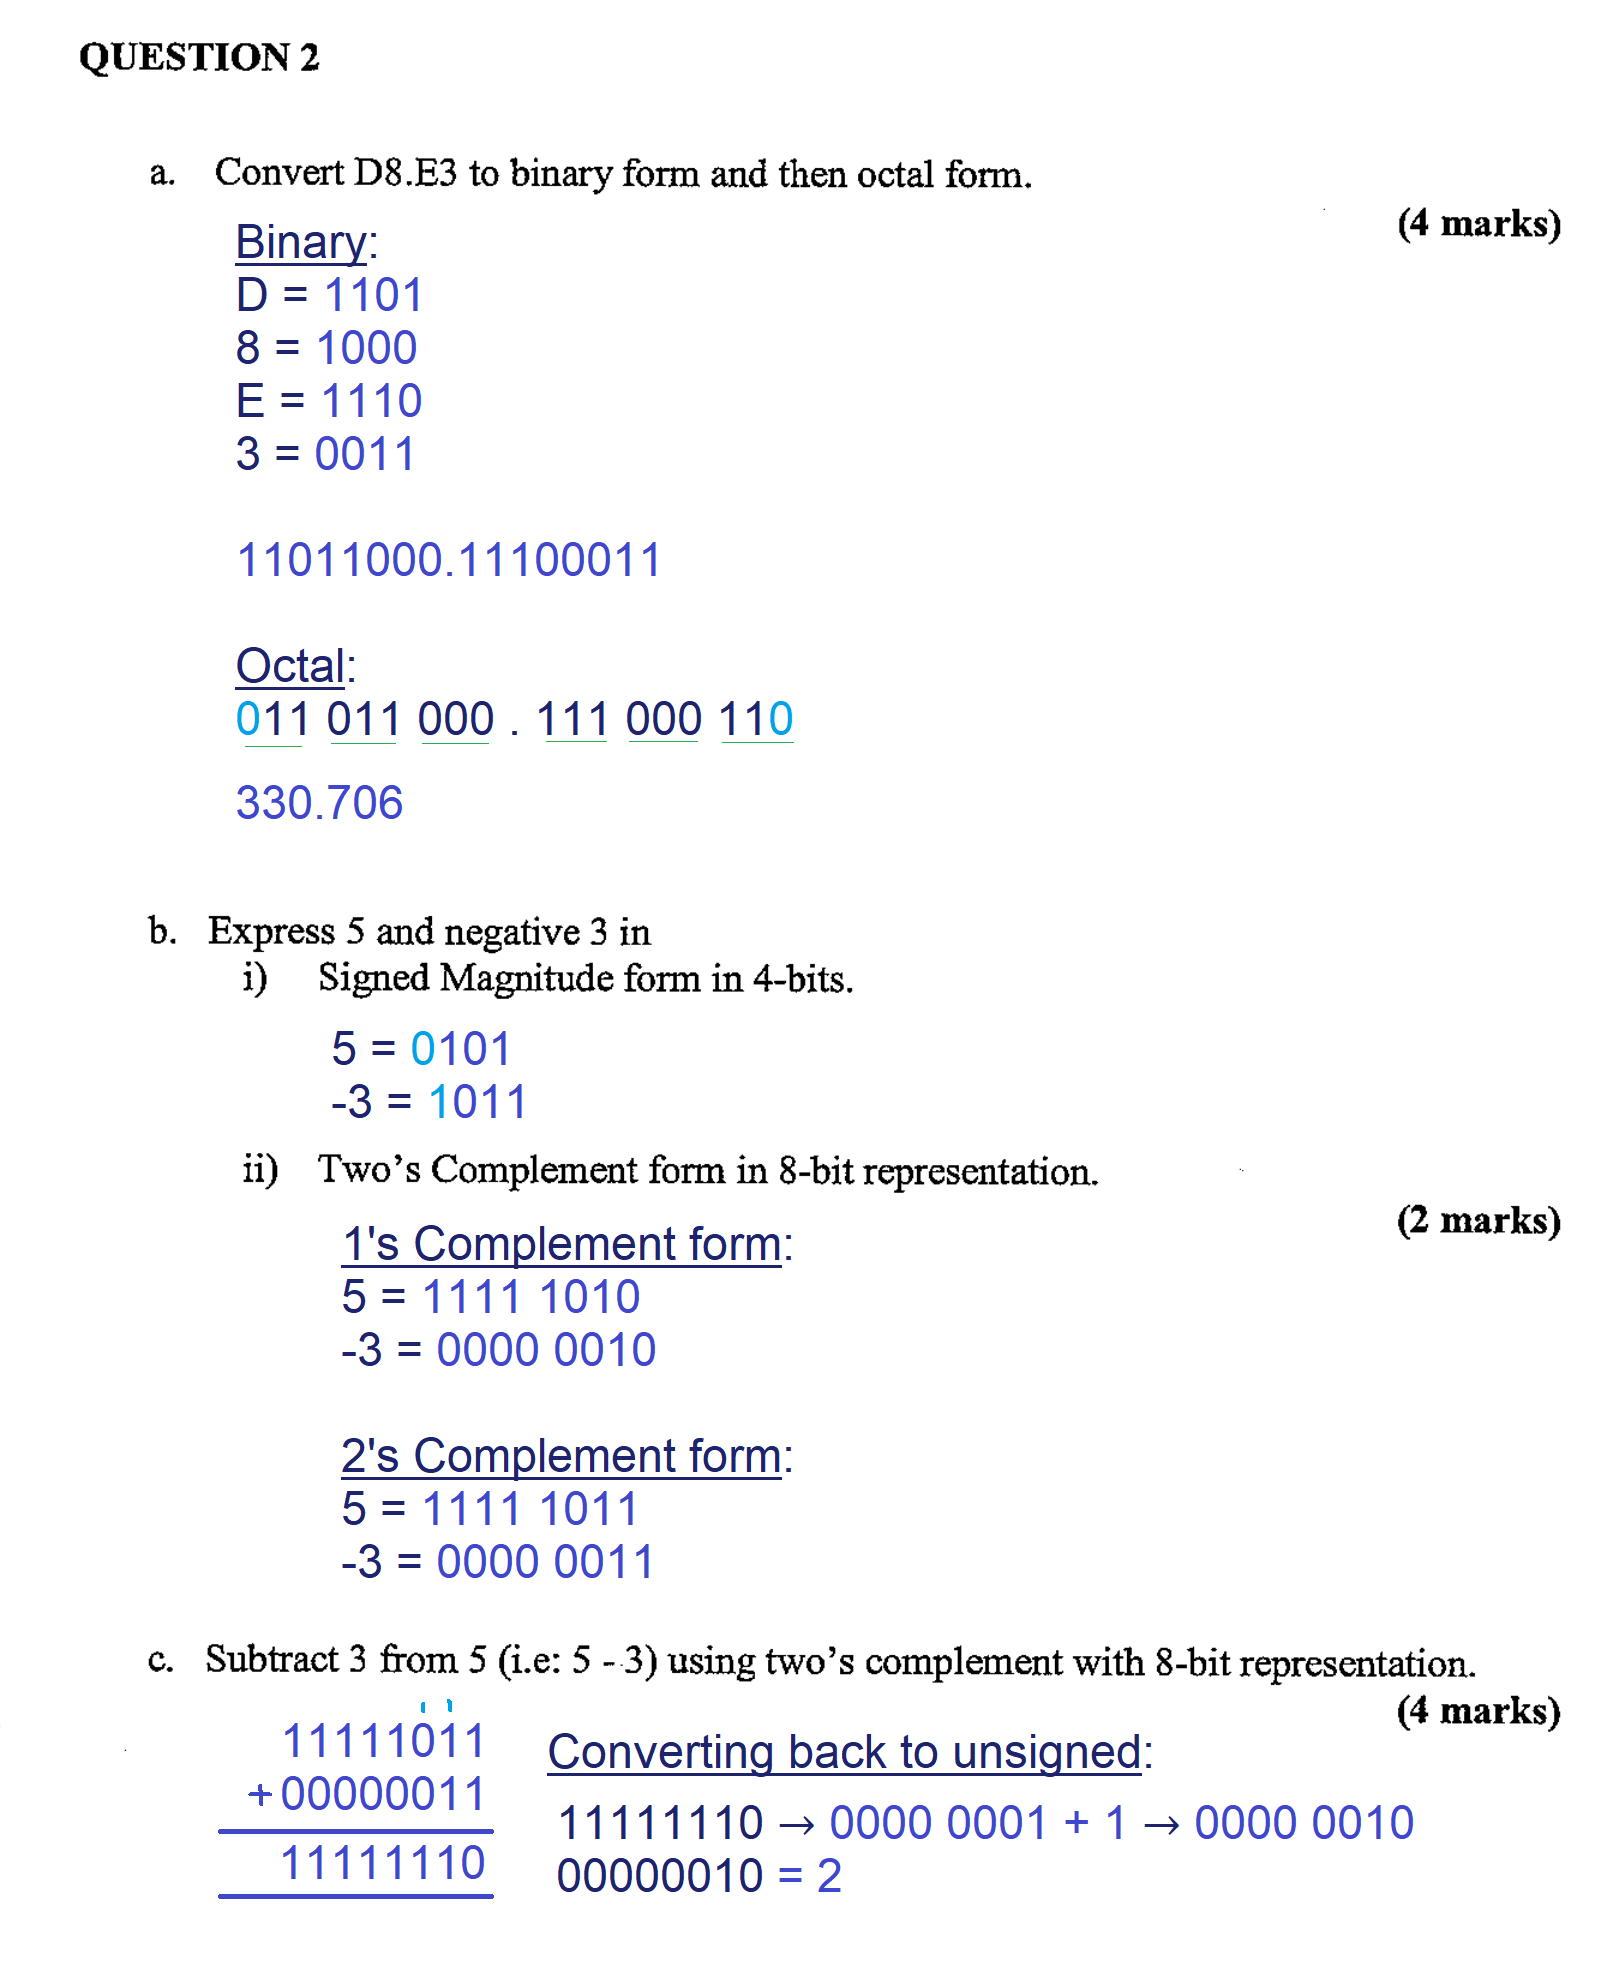 QUESTION 2
a. Convert D8.E3 to binary form and then octal form.
(4 marks)
Binary:
D = 1101
8 = 1000
E = 1110
3 = 0011
11011000.11100011
Octal:
011 011 000 . 111 000 110
330.706
b. Express 5 and negative 3 in
i) Signed Magnitude form in 4-bits.
5 = 0101
-3 = 1011
ii) Two's Complement form in 8-bit representation.
(2 marks)
1's Complement form:
5 = 1111 1010
-3 = 0000 0010
2's Complement form:
5 = 1111 1011
-3 = 0000 0011
c. Subtract 3 from 5 (i.e: 5 - 3) using two's complement with 8-bit representation.
(4 marks)
1 1
11111011
+00000011
11111110
Converting back to unsigned:
11111110 → 0000 0001 + 1 → 0000 0010
00000010 = 2